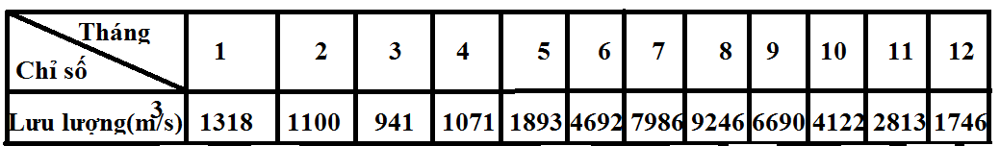 Tháng
Chỉ số
1 2 3 4 5 6 7 8 9 10 11 12
Lưu lượng(m3/s) 1318 1100 941 1071 1893 4692 7986 9246 6690 4122 2813 1746